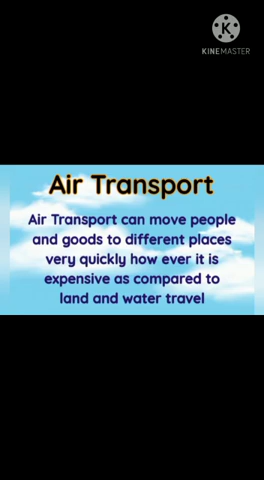 K
KINEMASTER
Air Transport
Air Transport can move people
and goods to different places
very quickly how ever it is
expensive as compared to
land and water travel